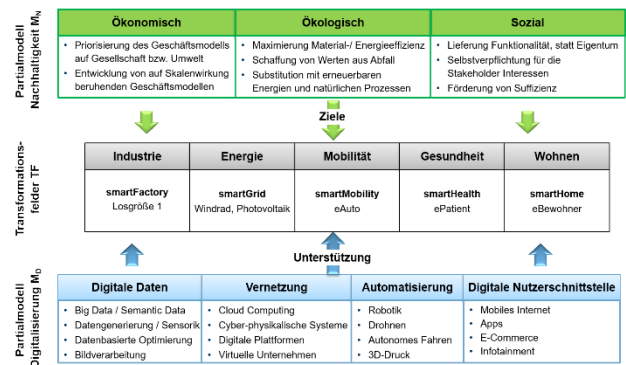 Partialmodell
Nachhaltigkeit M_N
Ökonomisch
Ökologisch
Sozial
• Priorisierung des Geschäftsmodells
auf Gesellschaft bzw. Umwelt
• Entwicklung von auf Skalenwirkung
beruhenden Geschäftsmodellen
• Maximierung Material-/ Energieeffizienz
• Schaffung von Werten aus Abfall
• Substitution mit erneuerbaren
Energien und natürlichen Prozessen
• Lieferung Funktionalität, statt Eigentum
• Selbstverpflichtung für die
Stakeholder Interessen
• Förderung von Suffizienz
Ziele
Transformations-
felder TF
Industrie
Energie
Mobilität
Gesundheit
Wohnen
smartFactory
Losgröße 1
smartGrid
Windrad, Photovoltaik
smartMobility
eAuto
smartHealth
ePatient
smartHome
eBewohner
Unterstützung
Partialmodell
Digitalisierung M_D
Digitale Daten
Vernetzung
Automatisierung
Digitale Nutzerschnittstelle
• Big Data / Semantic Data
• Datengenerierung / Sensorik
• Datenbasierte Optimierung
• Bildverarbeitung
• Cloud Computing
• Cyber-physikalische Systeme
• Digitale Plattformen
• Virtuelle Unternehmen
• Robotik
• Drohnen
• Autonomes Fahren
• 3D-Druck
• Mobiles Internet
• Apps
• E-Commerce
• Infotainment